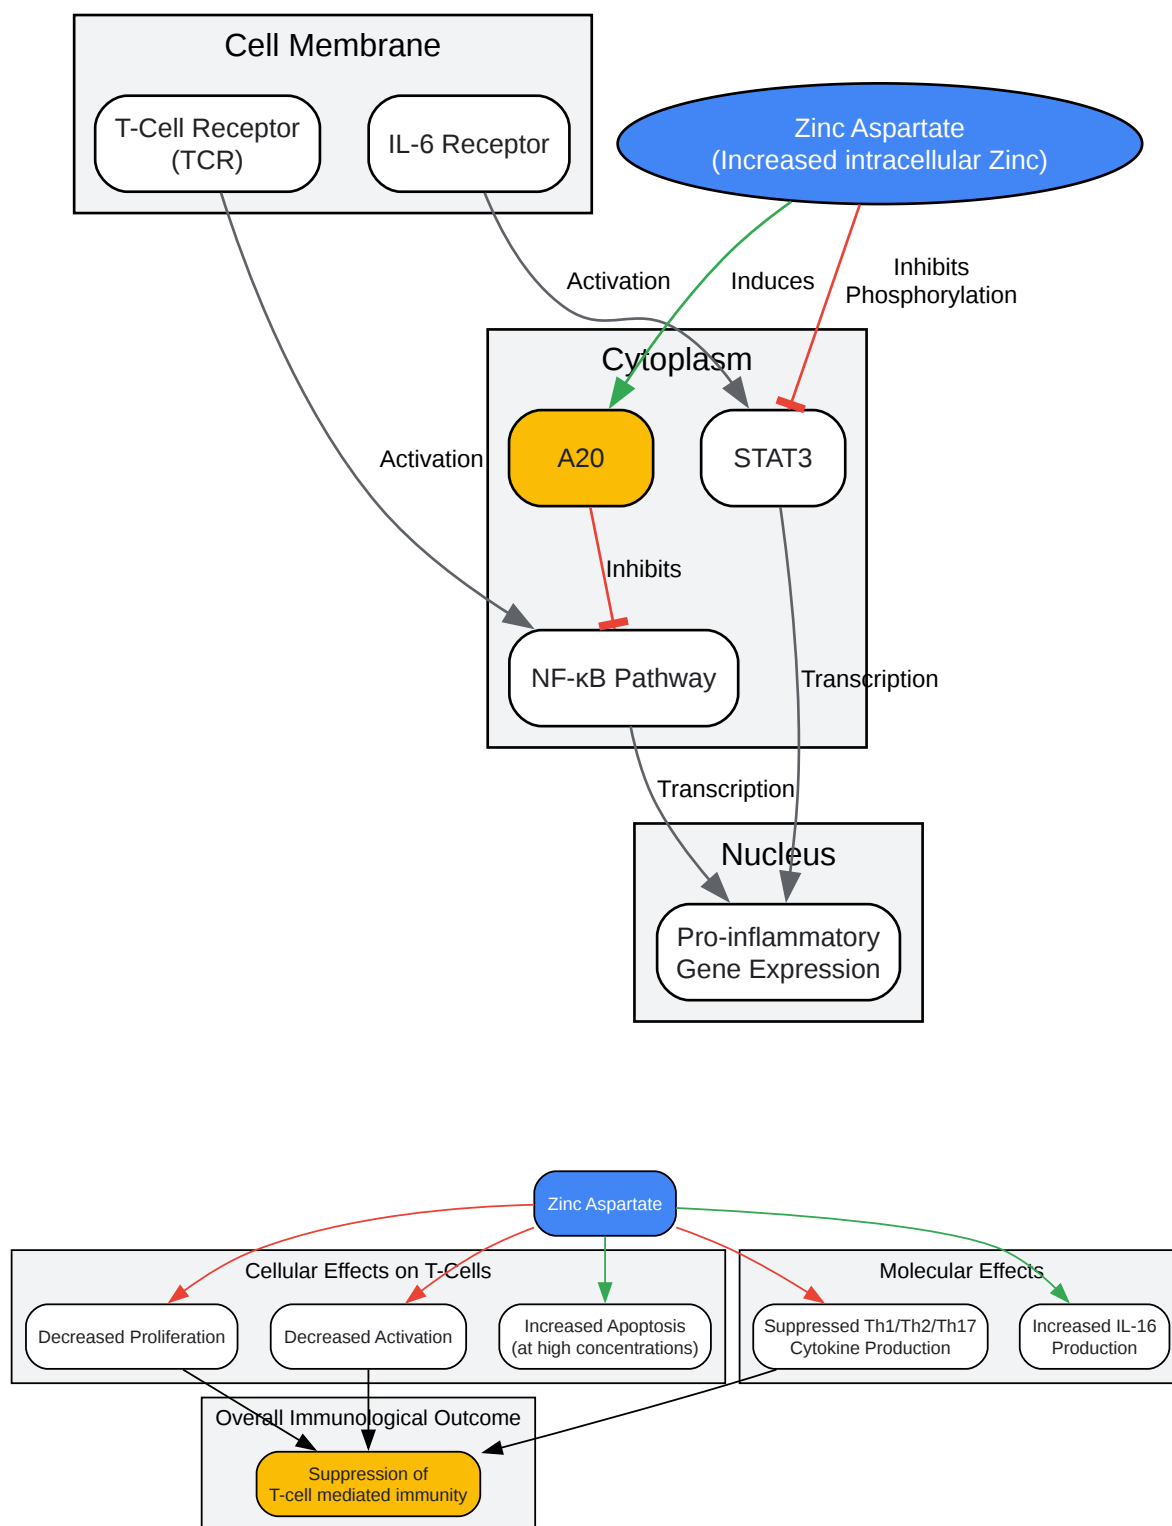 Cell Membrane
T-Cell Receptor
(TCR)
IL-6 Receptor
Zinc Aspartate
(Increased intracellular Zinc)
Activation
Induces
Inhibits
Phosphorylation
Cytoplasm
A20
STAT3
Activation
Inhibits
NF-κB Pathway
Transcription
Transcription
Nucleus
Pro-inflammatory
Gene Expression
Zinc Aspartate
Cellular Effects on T-Cells
Decreased Proliferation
Decreased Activation
Increased Apoptosis
(at high concentrations)
Molecular Effects
Suppressed Th1/Th2/Th17
Cytokine Production
Increased IL-16
Production
Overall Immunological Outcome
Suppression of
T-cell mediated immunity